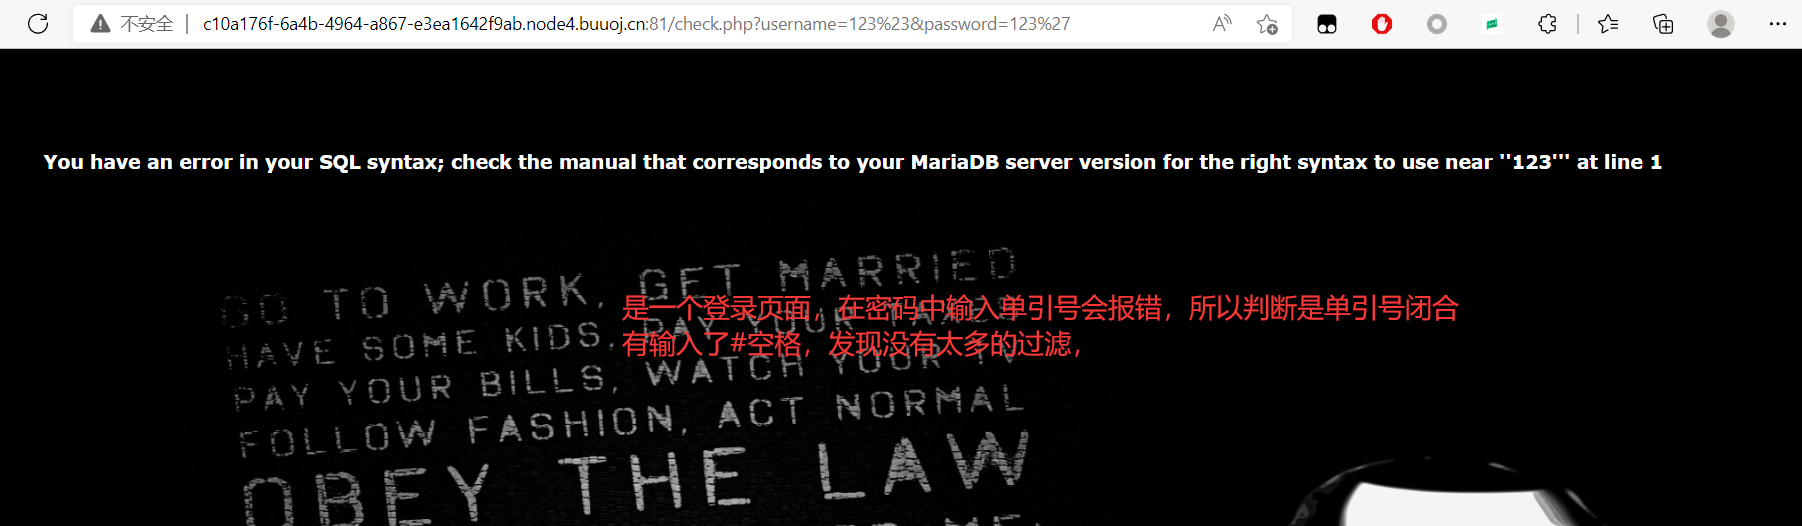 不安全 c10a176f-6a4b-4964-a867-e3ea1642f9ab.node4.buuoj.cn:81/check.php?username=123%23&password=123%27
You have an error in your SQL syntax; check the manual that corresponds to your MariaDB server version for the right syntax to use near ''123''' at line 1
GO TO WORK, GET MARRIED
HAVE SOME KIDS, PAY YOUR TAXES
PAY YOUR BILLS, WATCH YOUR TV
FOLLOW FASHION, ACT NORMAL
OBEY THE LAW
是一个登录页面，在密码中输入单引号会报错，所以判断是单引号闭合
有输入了#空格，发现没有太多的过滤，